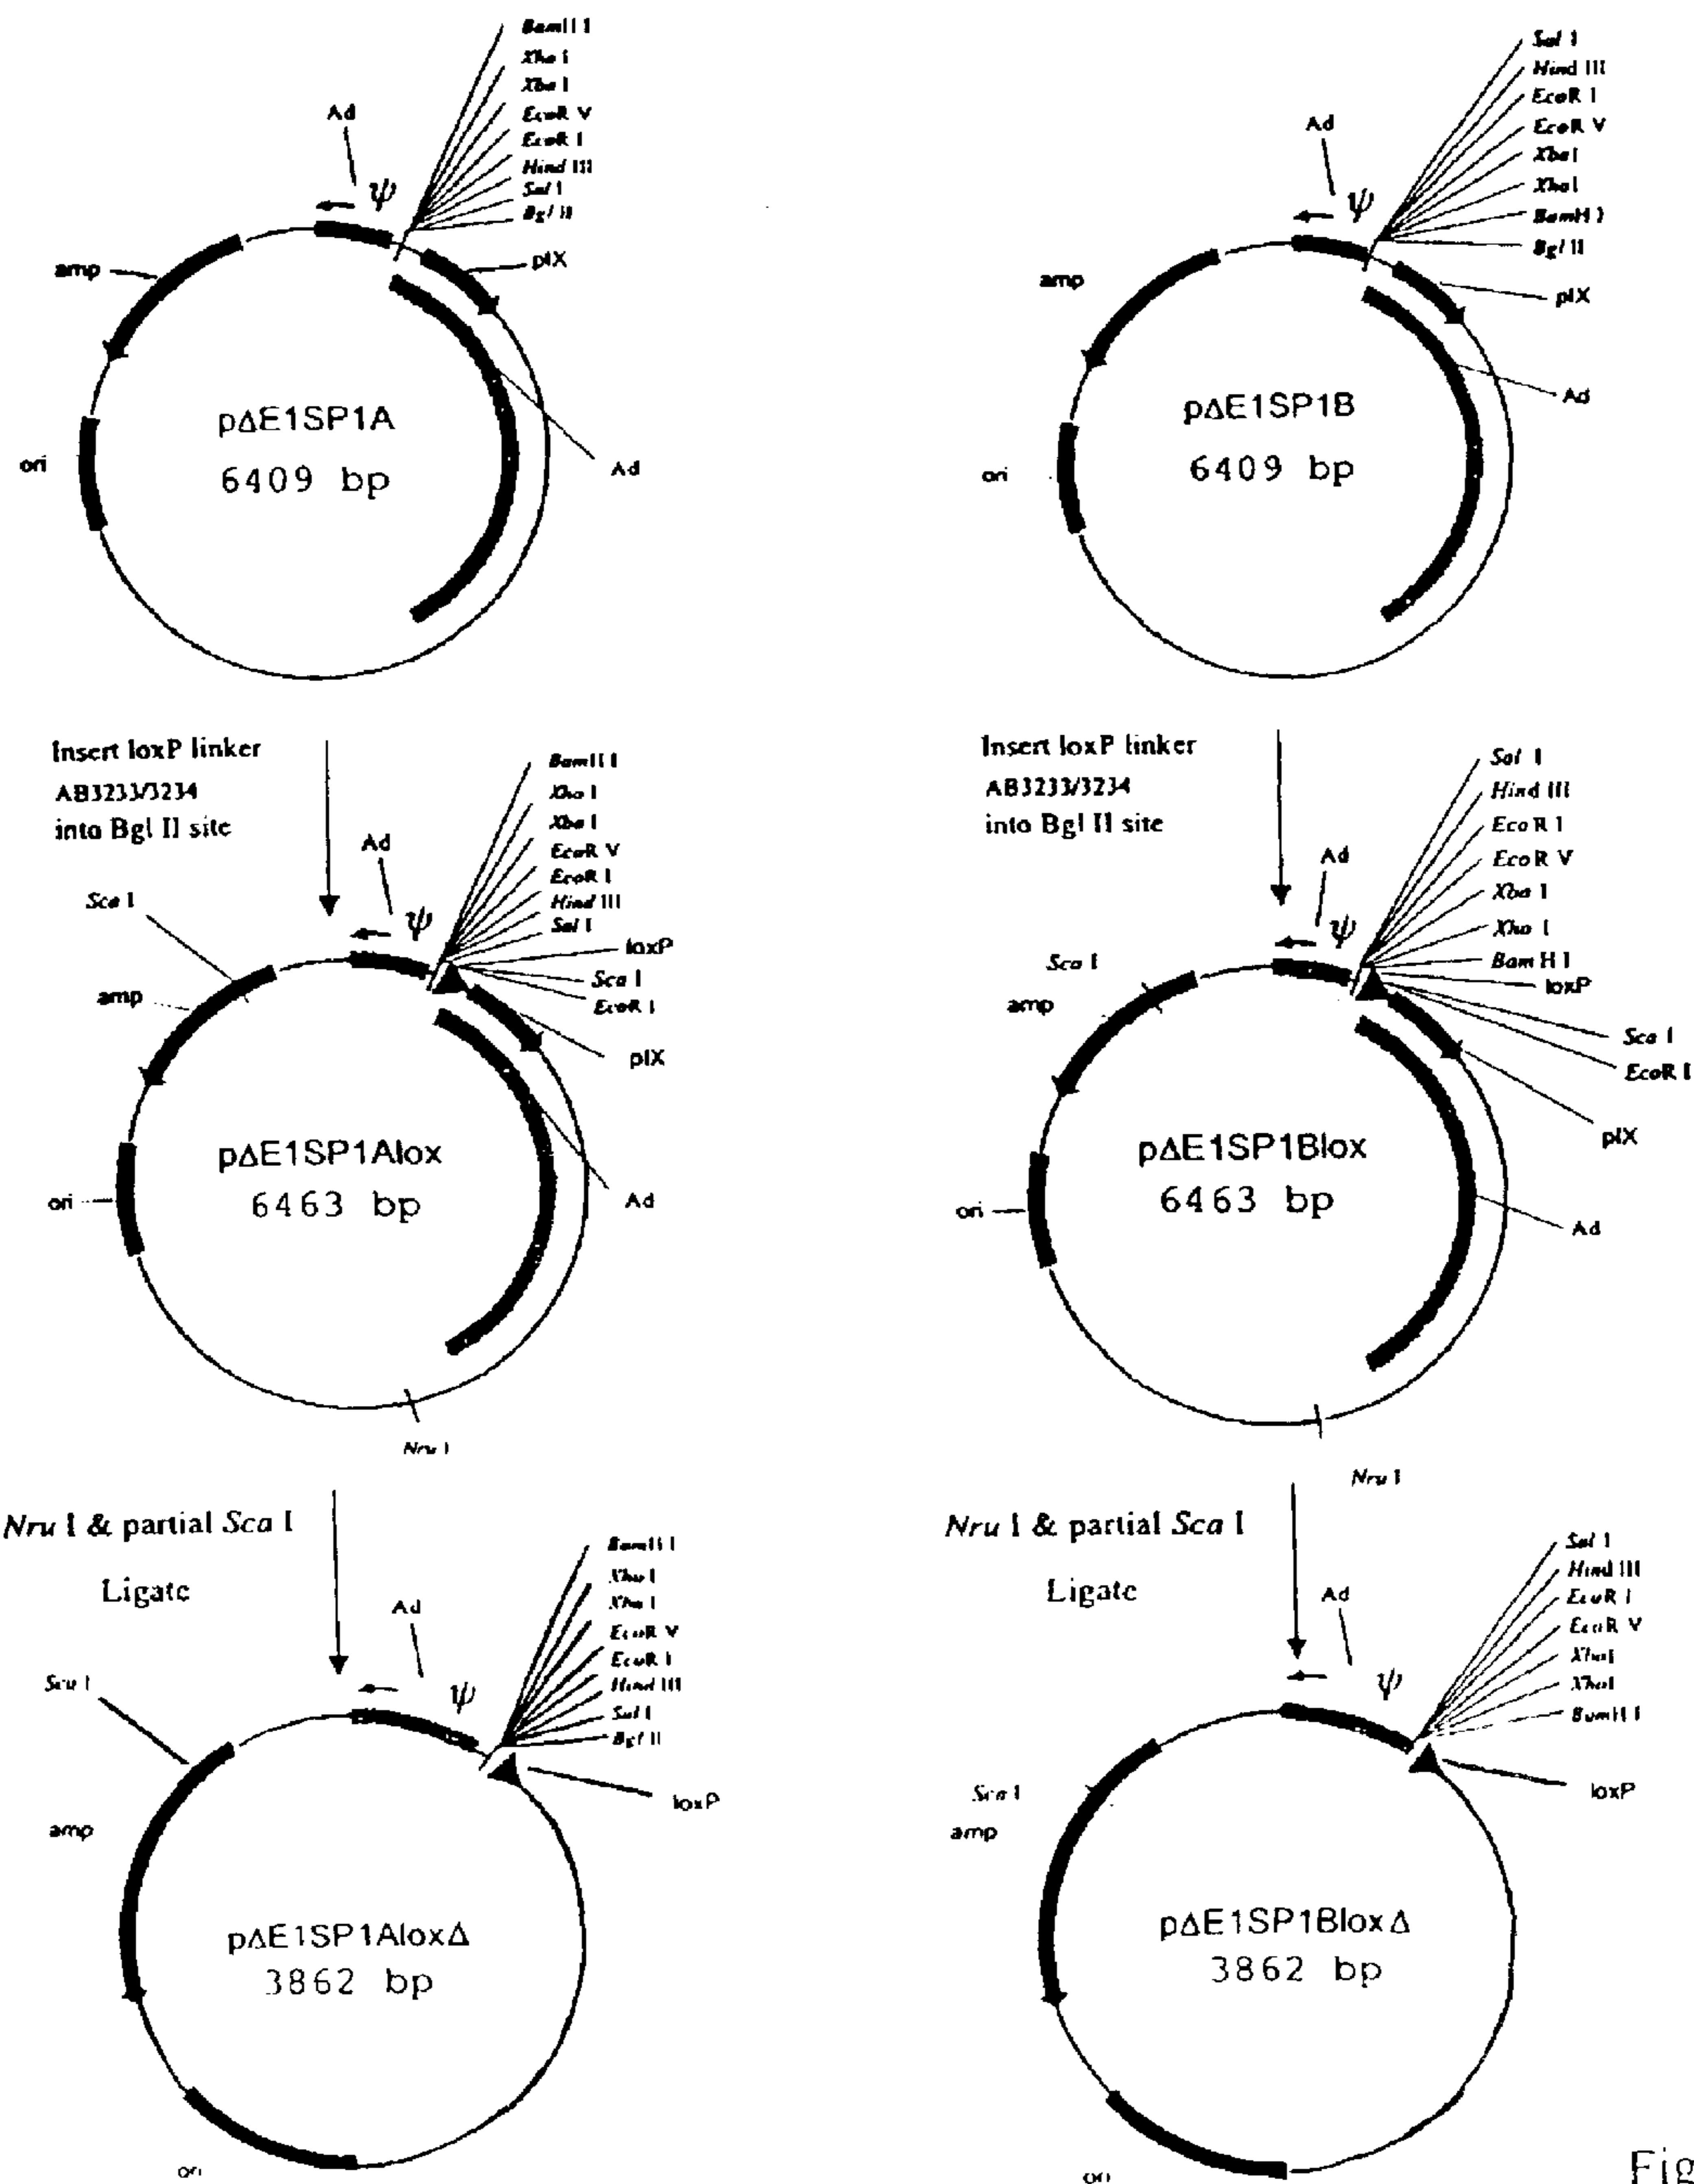 BamH I
Xho I
Xba I
EcoR V
EcoR I
Hind III
Sal I
Bgl II
Ad
ψ
amp
pIX
ori
pΔE1SP1A
6409 bp
Ad
Sal I
Hind III
EcoR I
EcoR V
Xba I
Xho I
BamH I
Bgl II
Ad
ψ
amp
pIX
Ad
ori
pΔE1SP1B
6409 bp
Insert loxP linker
AB3233/3234
into Bgl II site
BamH I
Xho I
Xba I
EcoR V
EcoR I
Hind III
Sal I
loxP
Sca I
EcoR I
Ad
ψ
Sca I
amp
pIX
pΔE1SP1Alox
6463 bp
ori
Ad
Nru I
Insert loxP linker
AB3233/3234
into Bgl II site
Sal I
Hind III
EcoR I
EcoR V
Xba I
Xho I
Bam H I
loxP
Sca I
EcoR I
Ad
ψ
Sca I
amp
pIX
pΔE1SP1Blox
6463 bp
ori
Ad
Nru I
Nru I & partial Sca I
Ligate
BamH I
Xho I
Xba I
EcoR V
EcoR I
Hind III
Sal I
Bgl II
Ad
ψ
Sca I
loxP
amp
pΔE1SP1AloxΔ
3862 bp
ori
Nru I & partial Sca I
Ligate
Sal I
Hind III
EcoR I
EcoR V
Xba I
Xho I
BamH I
Ad
ψ
loxP
Sca I
amp
pΔE1SP1BloxΔ
3862 bp
ori
Fig